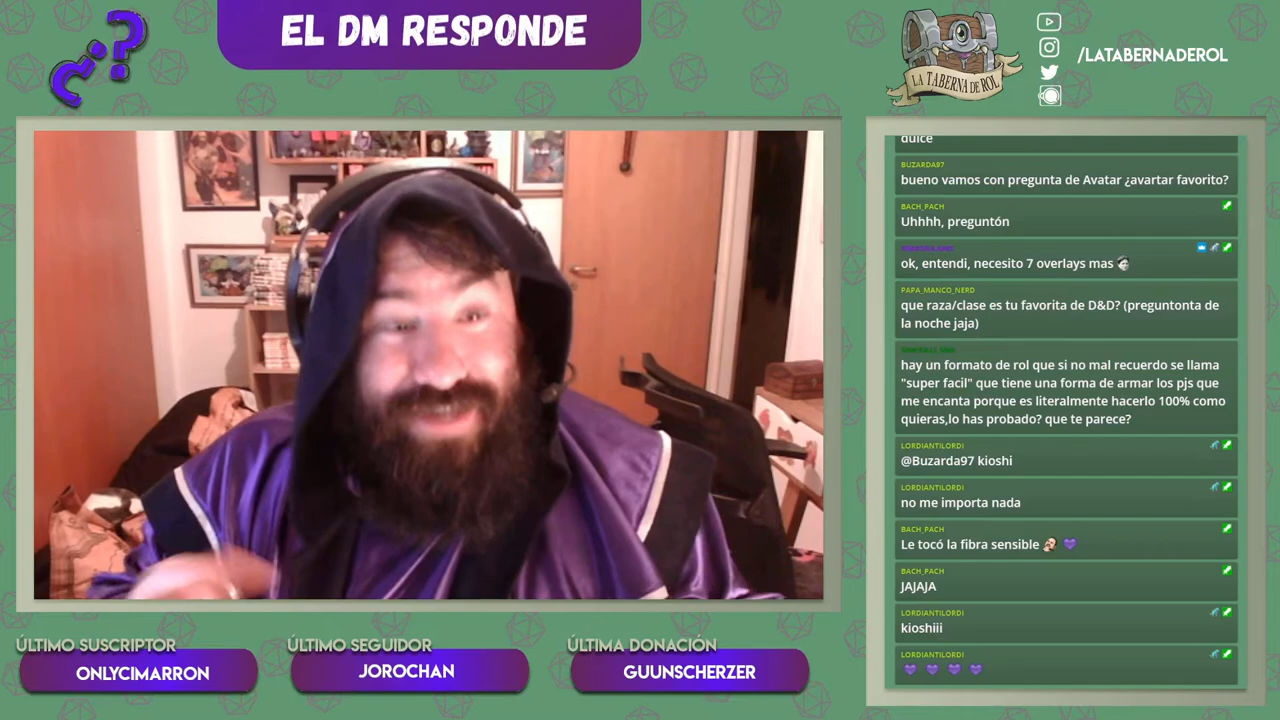 EL DM RESPONDE
LA TABERNA DE ROL
/LATABERNADEROL
dulce
BUZARDA97
bueno vamos con pregunta de Avatar ¿avartar favorito?
BACH_PACH
Uhhhh, preguntón
ok, entendi, necesito 7 overlays mas
PAPA_MANCO_NERD
que raza/clase es tu favorita de D&D? (preguntonta de
la noche jaja)
hay un formato de rol que si no mal recuerdo se llama
"super facil" que tiene una forma de armar los pjs que
me encanta porque es literalmente hacerlo 100% como
quieras,lo has probado? que te parece?
LORDIANTILORDI
@Buzarda97 kioshi
LORDIANTILORDI
no me importa nada
BACH_PACH
Le tocó la fibra sensible
BACH_PACH
JAJAJA
LORDIANTILORDI
kioshiii
LORDIANTILORDI
ÚLTIMO SUSCRIPTOR
ONLYCIMARRON
ÚLTIMO SEGUIDOR
JOROCHAN
ÚLTIMA DONACIÓN
GUUNSCHERZER